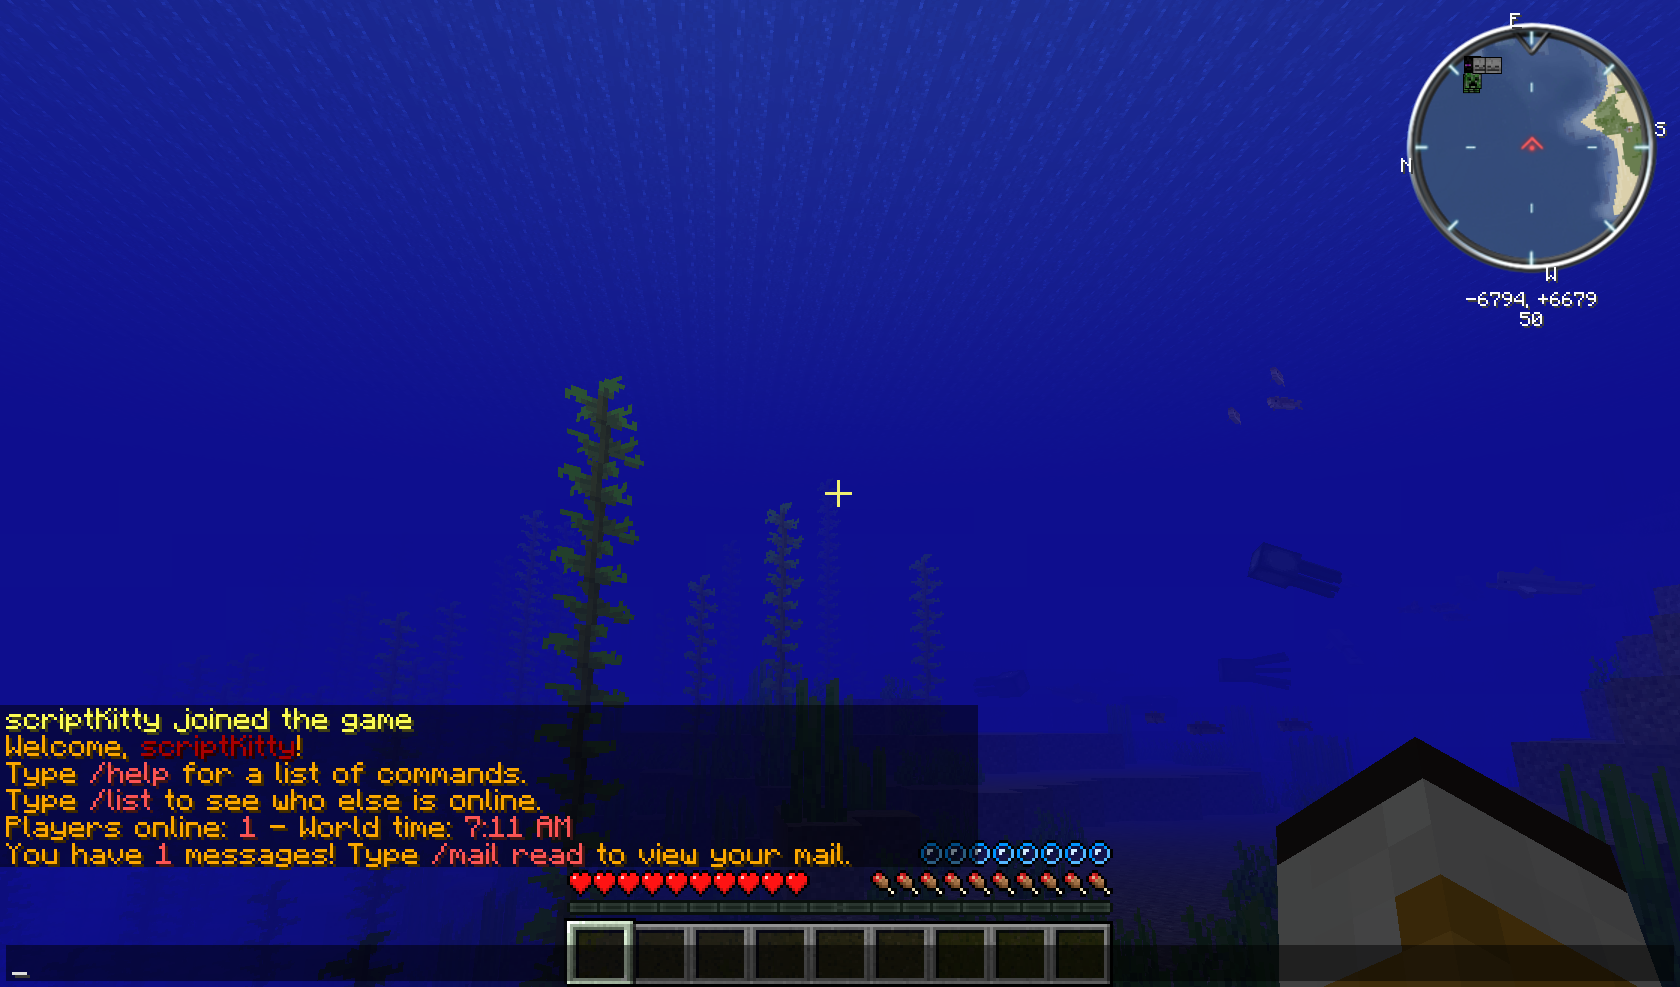 E
S
N
W
-6794, +6679
50
scriptKitty joined the game
Welcome, scriptKitty!
Type /help for a list of commands.
Type /list to see who else is online.
Players online: 1 - World time: 7:11 AM
You have 1 messages! Type /mail read to view your mail.
_